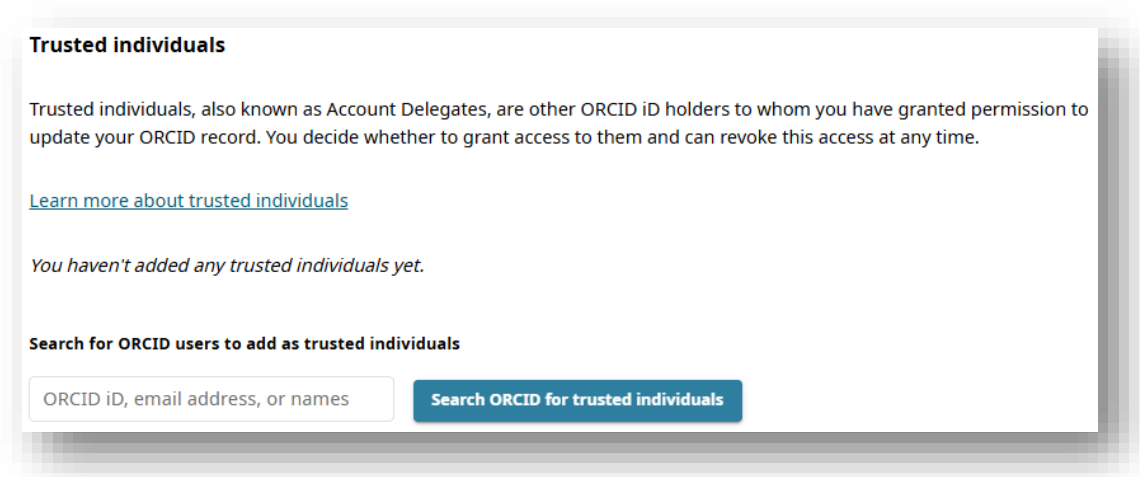 Trusted individuals
Trusted individuals, also known as Account Delegates, are other ORCID iD holders to whom you have granted permission to
update your ORCID record. You decide whether to grant access to them and can revoke this access at any time.
Learn more about trusted individuals
You haven't added any trusted individuals yet.
Search for ORCID users to add as trusted individuals
ORCID iD, email address, or names
Search ORCID for trusted individuals